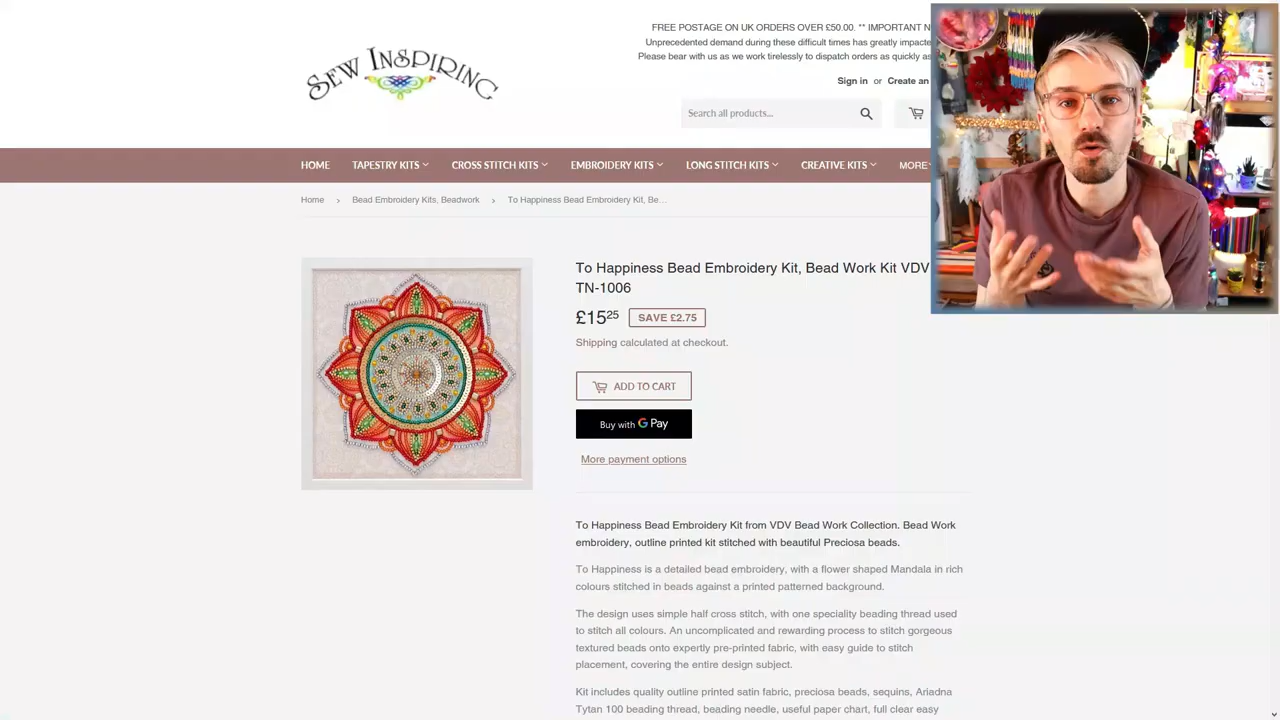 FREE POSTAGE ON UK ORDERS OVER £50.00. ** IMPORTANT
Unprecedented demand during these difficult times has greatly
Please bear with us as we work tirelessly to dispatch orders as quickly
SEW INSPIRING
Sign in or Create an
Search all products...
HOME TAPESTRY KITS CROSS STITCH KITS EMBROIDERY KITS LONG STITCH KITS CREATIVE KITS MORE
Home › Bead Embroidery Kits, Beadwork › To Happiness Bead Embroidery Kit, Be...
To Happiness Bead Embroidery Kit, Bead Work Kit VDV
TN-1006
£15 25 SAVE £2.75
Shipping calculated at checkout.
ADD TO CART
Buy with G Pay
More payment options
To Happiness Bead Embroidery Kit from VDV Bead Work Collection. Bead Work
embroidery, outline printed kit stitched with beautiful Preciosa beads.
To Happiness is a detailed bead embroidery, with a flower shaped Mandala in rich
colours stitched in beads against a printed patterned background.
The design uses simple half cross stitch, with one speciality beading thread used
to stitch all colours. An uncomplicated and rewarding process to stitch gorgeous
textured beads onto expertly pre-printed fabric, with easy guide to stitch
placement, covering the entire design subject.
Kit includes quality outline printed satin fabric, preciosa beads, sequins, Ariadna
Tytan 100 beading thread, beading needle, useful paper chart, full clear easy